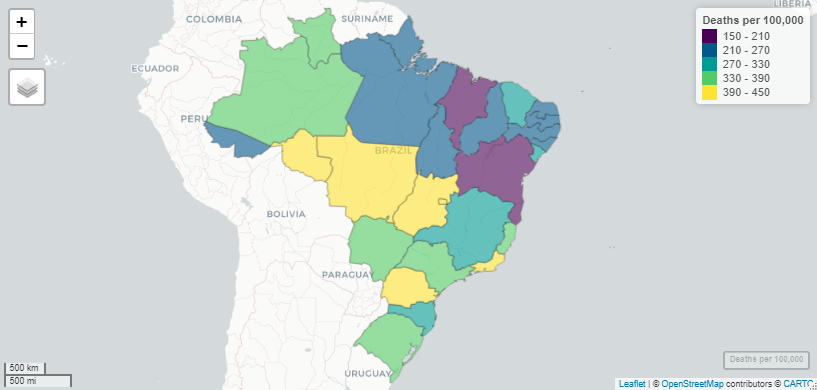 +
−
COLOMBIA
SURINAME
LIBERIA
ECUADOR
PERU
BRAZIL
BOLIVIA
PARAGUAY
URUGUAY
Deaths per 100,000
150 - 210
210 - 270
270 - 330
330 - 390
390 - 450
500 km
500 mi
Deaths per 100,000
Leaflet | © OpenStreetMap contributors © CARTO